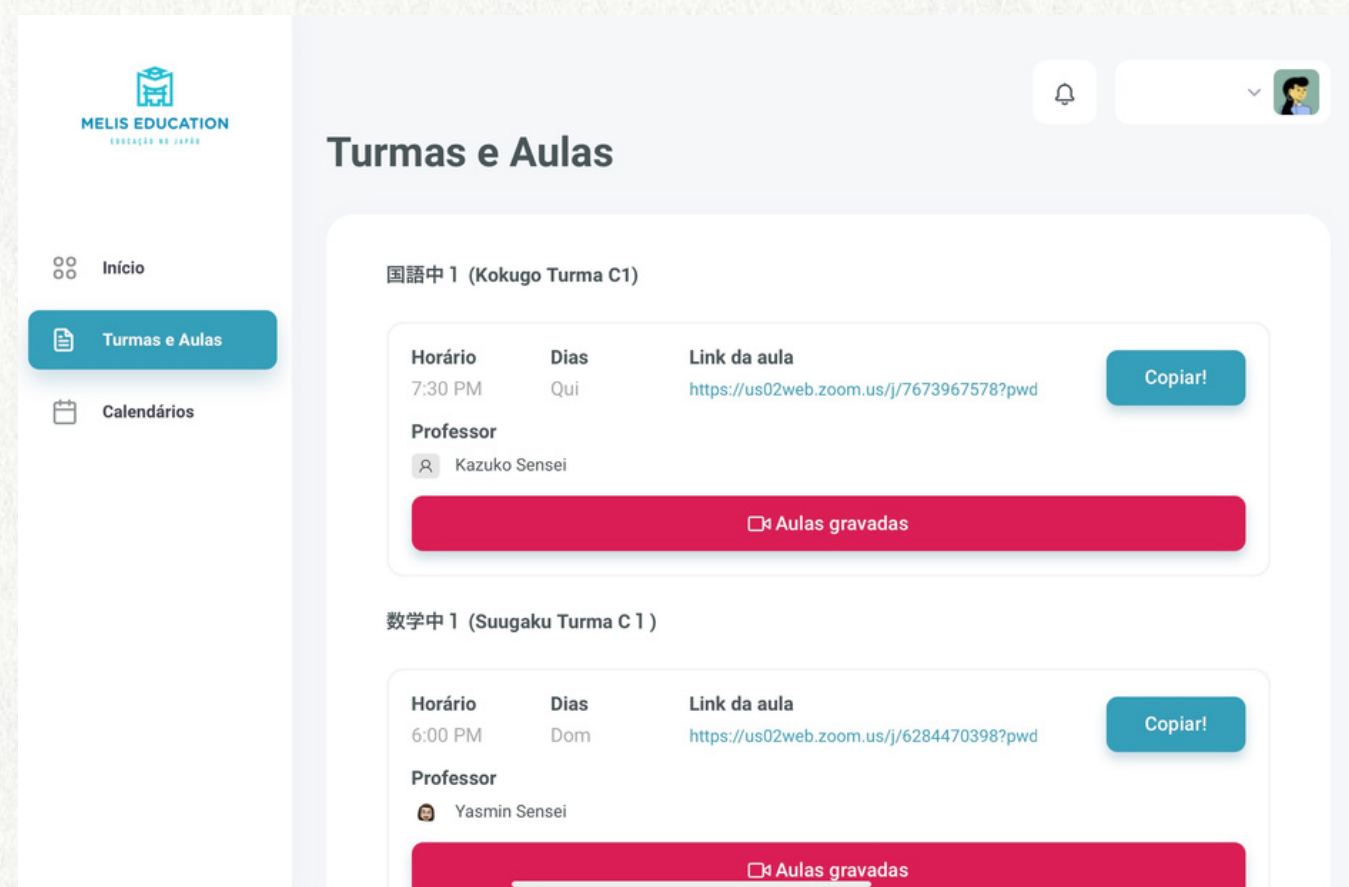 MELIS EDUCATION
EDUCAÇÃO NO JAPÃO
Turmas e Aulas
Início
Turmas e Aulas
Calendários
国語中1 (Kokugo Turma C1)
Horário Dias Link da aula
7:30 PM Qui https://us02web.zoom.us/j/7673967578?pwd
Copiar!
Professor
Kazuko Sensei
Aulas gravadas
数学中1 (Suugaku Turma C1)
Horário Dias Link da aula
6:00 PM Dom https://us02web.zoom.us/j/6284470398?pwd
Copiar!
Professor
Yasmin Sensei
Aulas gravadas